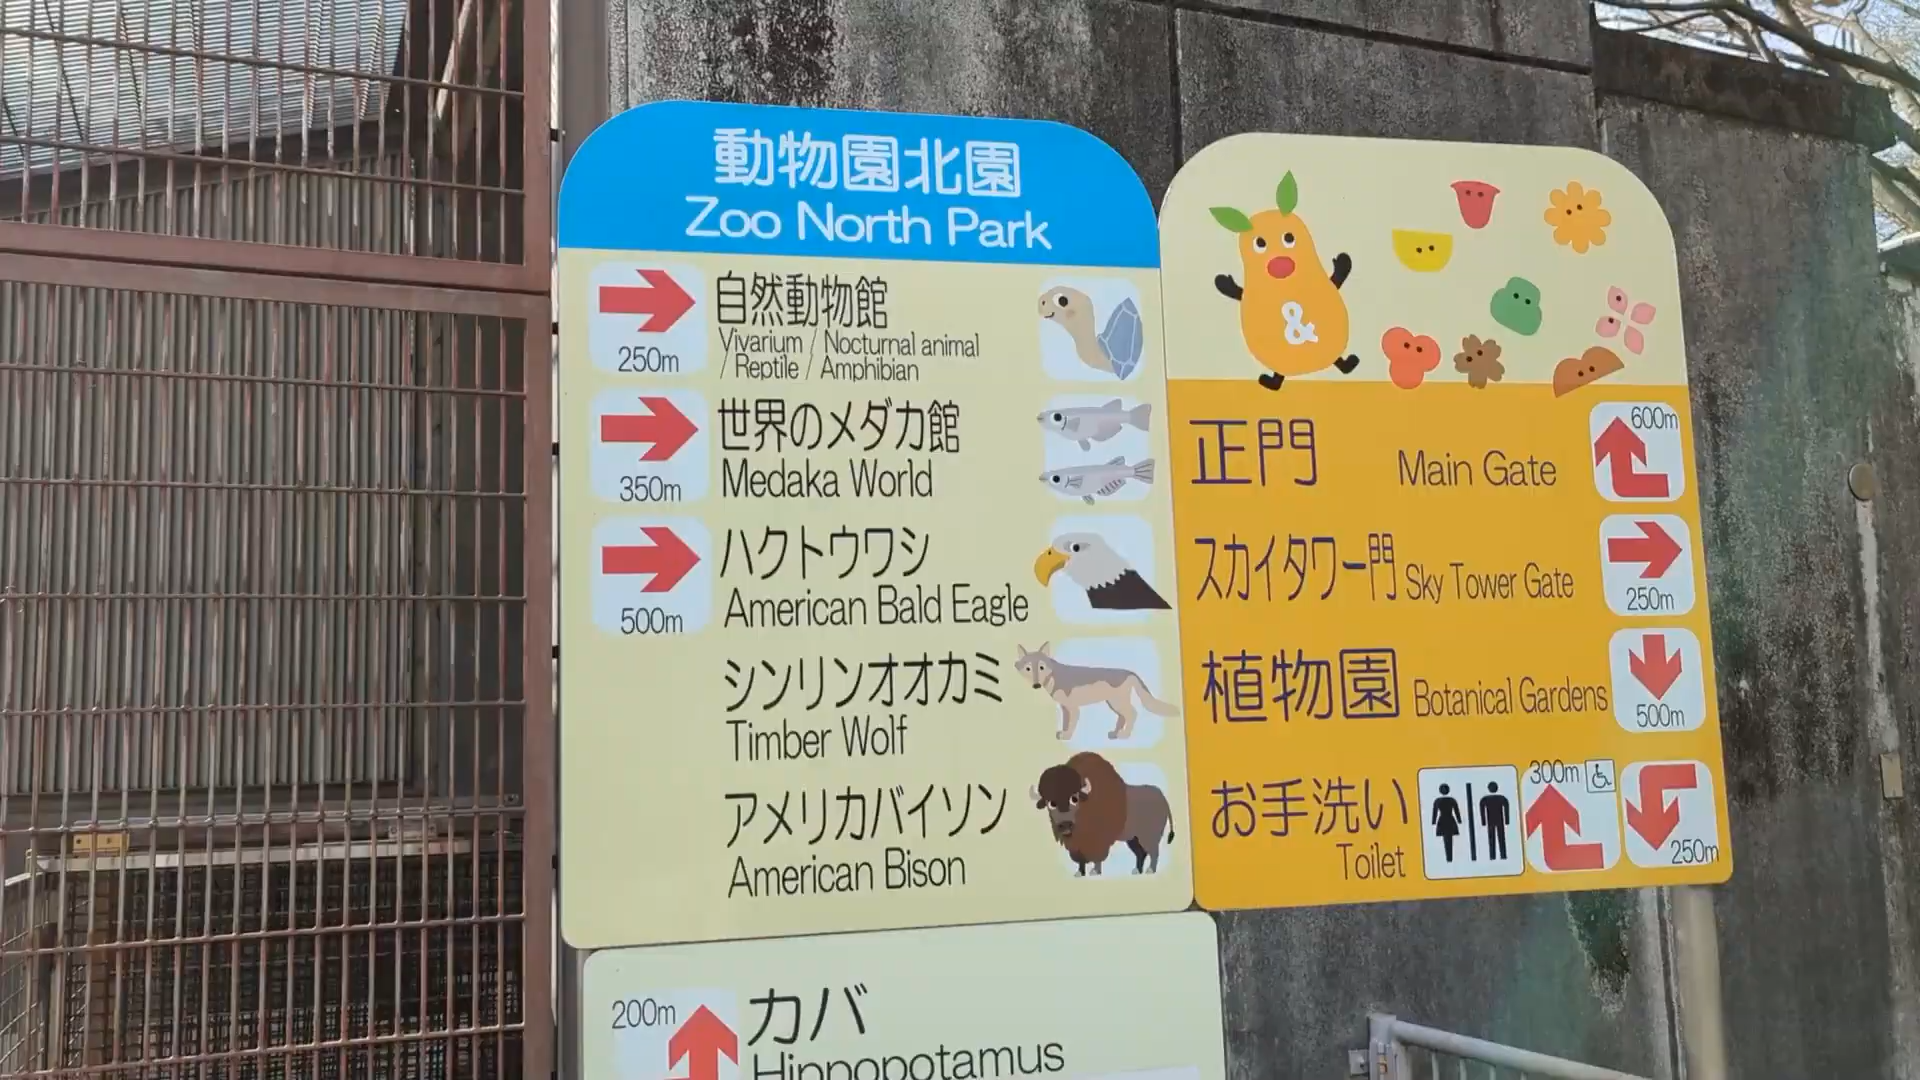 動物園北園
Zoo North Park
250m
自然動物館
Vivarium / Nocturnal animal
/ Reptile / Amphibian
350m
世界のメダカ館
Medaka World
500m
ハクトウワシ
American Bald Eagle
シンリンオオカミ
Timber Wolf
アメリカバイソン
American Bison
200m
カバ
Hippopotamus
&
正門 Main Gate
600m
スカイタワー門 Sky Tower Gate
250m
植物園 Botanical Gardens
500m
お手洗い
Toilet
300m
250m